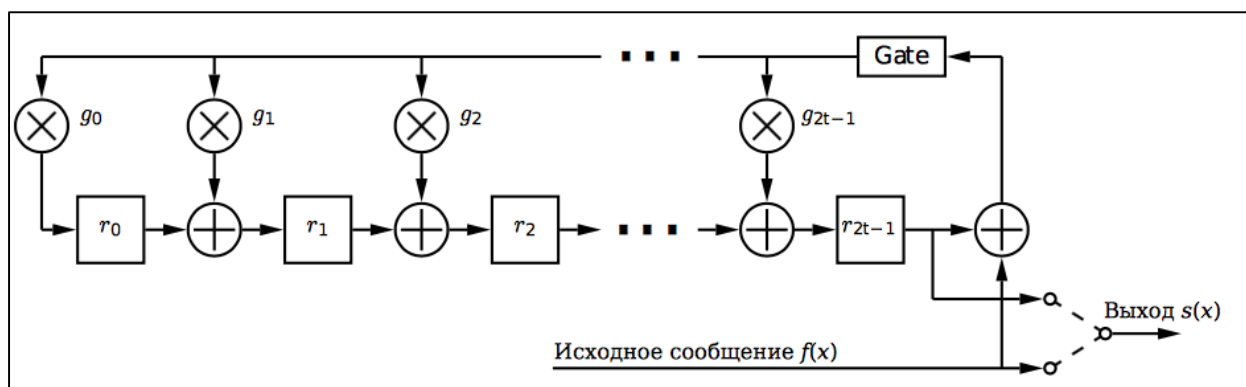 Gate
g0 g1 g2 g2t−1
r0 r1 r2 r2t−1
Выход s(x)
Исходное сообщение f(x)